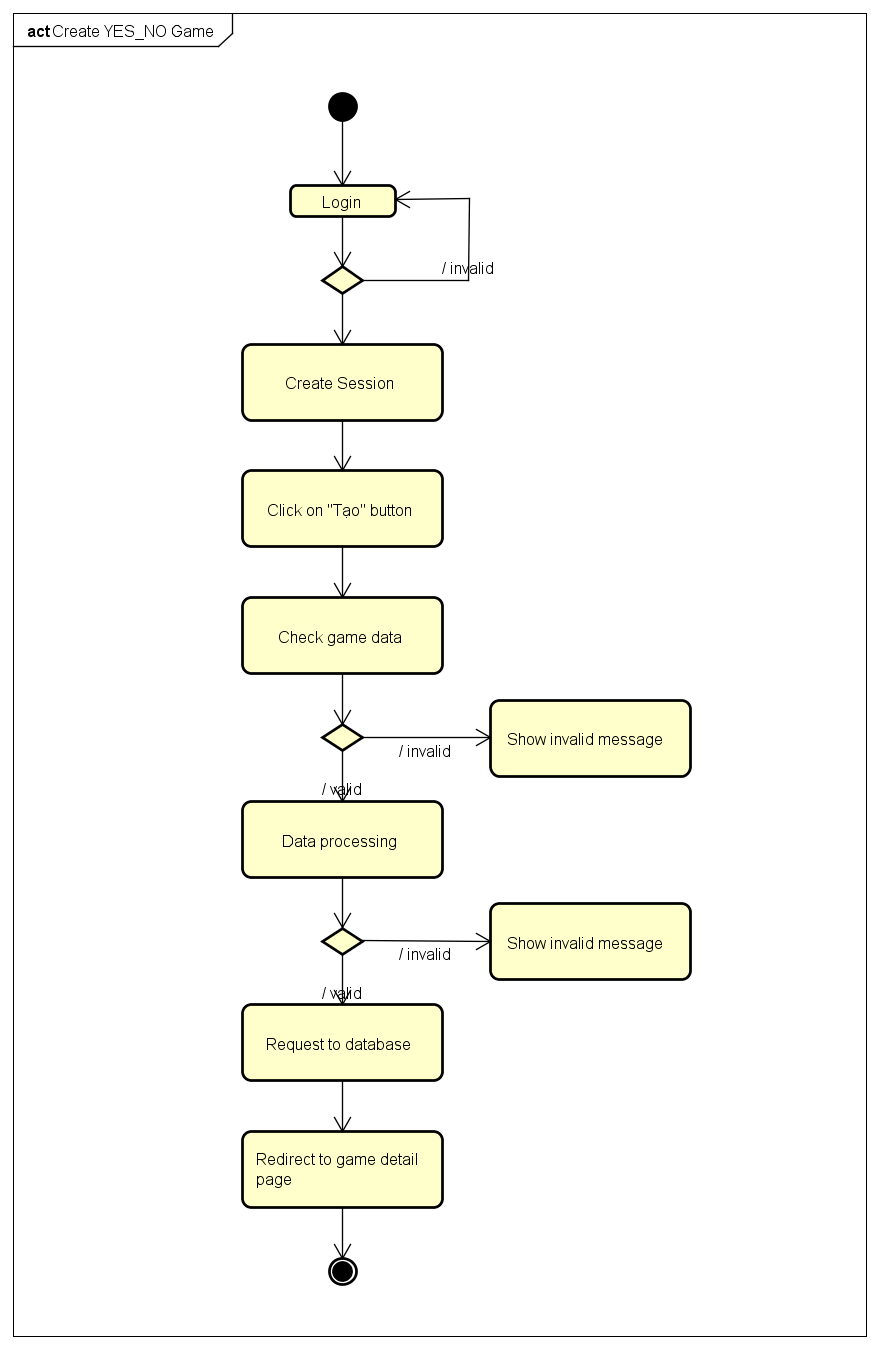 act Create YES_NO Game
Login
/ invalid
Create Session
Click on "Tạo" button
Check game data
Show invalid message
/ invalid
/ valid
Data processing
Show invalid message
/ invalid
/ valid
Request to database
Redirect to game detail
page